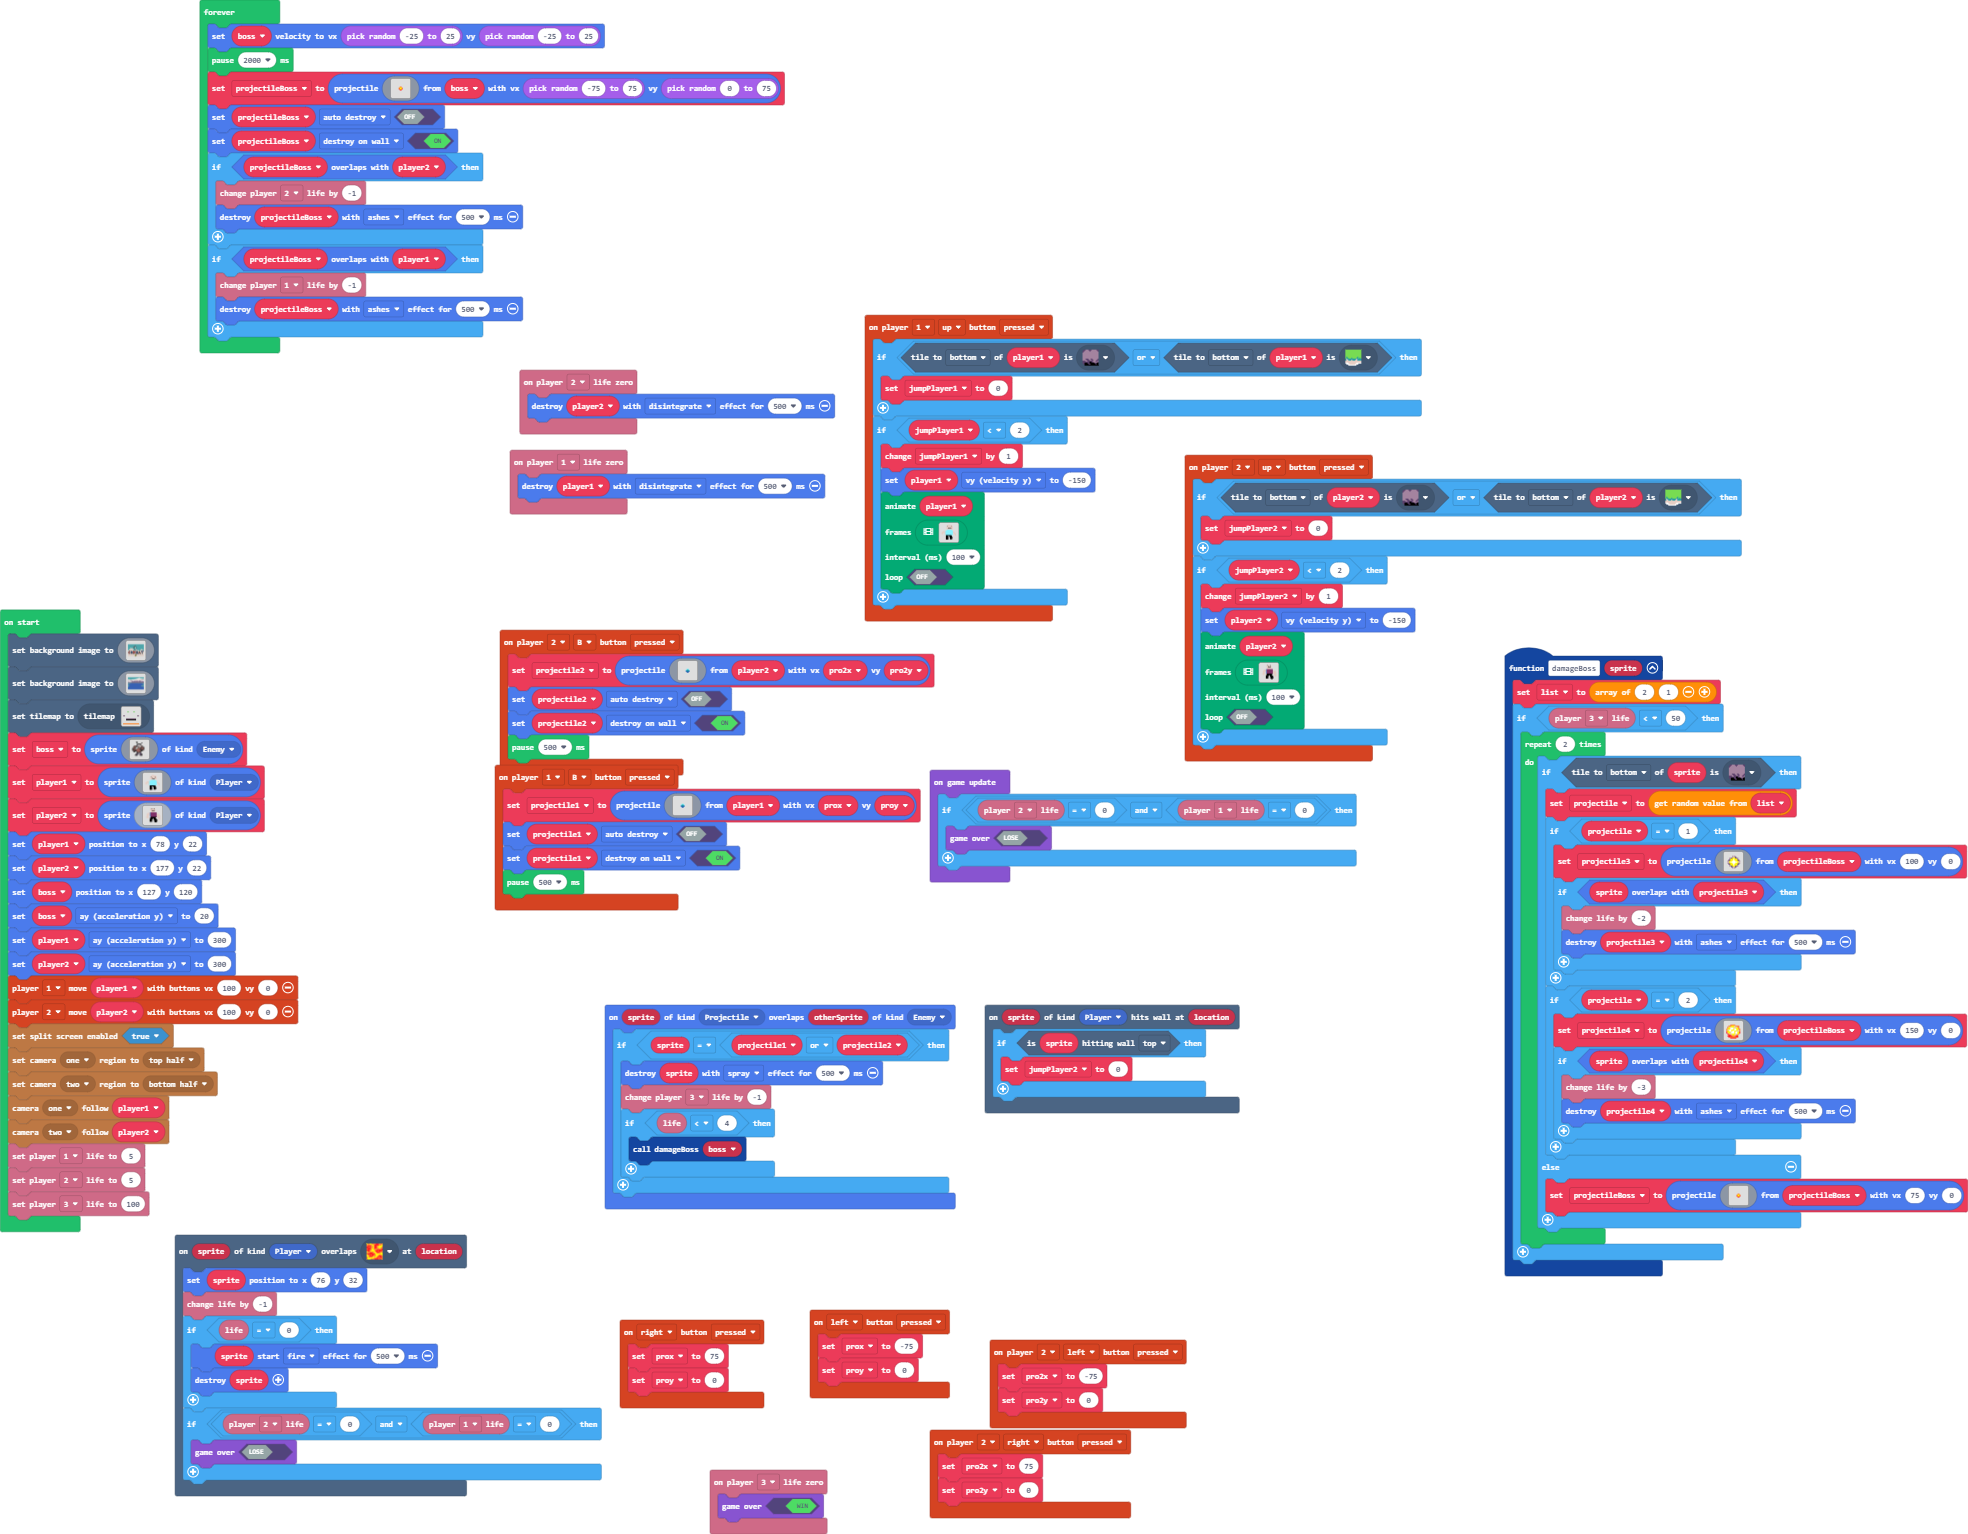 forever
set boss velocity to vx pick random -25 to 25 vy pick random -25 to 25
pause 2000 ms
set projectileBoss to projectile from boss with vx pick random -75 to 75 vy pick random 0 to 75
set projectileBoss auto destroy OFF
set projectileBoss destroy on wall ON
if projectileBoss overlaps with player2 then
change player 2 life by -1
destroy projectileBoss with ashes effect for 500 ms
if projectileBoss overlaps with player1 then
change player 1 life by -1
destroy projectileBoss with ashes effect for 500 ms
on player 2 life zero
destroy player2 with disintegrate effect for 500 ms
on player 1 life zero
destroy player1 with disintegrate effect for 500 ms
on player 1 up button pressed
if tile to bottom of player1 is or tile to bottom of player1 is then
set jumpPlayer1 to 0
if jumpPlayer1 < 2 then
change jumpPlayer1 by 1
set player1 vy (velocity y) to -150
animate player1
frames
interval (ms) 100
loop OFF
on player 2 up button pressed
if tile to bottom of player2 is or tile to bottom of player2 is then
set jumpPlayer2 to 0
if jumpPlayer2 < 2 then
change jumpPlayer2 by 1
set player2 vy (velocity y) to -150
animate player2
frames
interval (ms) 100
loop OFF
on start
set background image to
set background image to
set tilemap to tilemap
set boss to sprite of kind Enemy
set player1 to sprite of kind Player
set player2 to sprite of kind Player
set player1 position to x 78 y 22
set player2 position to x 177 y 22
set boss position to x 127 y 120
set boss ay (acceleration y) to 20
set player1 ay (acceleration y) to 300
set player2 ay (acceleration y) to 300
player 1 move player1 with buttons vx 100 vy 0
player 2 move player2 with buttons vx 100 vy 0
set split screen enabled true
set camera one region to top half
set camera two region to bottom half
camera one follow player1
camera two follow player2
set player 1 life to 5
set player 2 life to 5
set player 3 life to 100
on player 2 B button pressed
set projectile2 to projectile from player2 with vx pro2x vy pro2y
set projectile2 auto destroy OFF
set projectile2 destroy on wall ON
pause 500 ms
on player 1 B button pressed
set projectile1 to projectile from player1 with vx prox vy proy
set projectile1 auto destroy OFF
set projectile1 destroy on wall ON
pause 500 ms
on game update
if player 2 life = 0 and player 1 life = 0 then
game over LOSE
function damageBoss sprite
set list to array of 2 1
if player 3 life < 50 then
repeat 2 times
do if tile to bottom of sprite is then
set projectile to get random value from list
if projectile = 1 then
set projectile3 to projectile from projectileBoss with vx 100 vy 0
if sprite overlaps with projectile3 then
change life by -2
destroy projectile3 with ashes effect for 500 ms
if projectile = 2 then
set projectile4 to projectile from projectileBoss with vx 150 vy 0
if sprite overlaps with projectile4 then
change life by -3
destroy projectile4 with ashes effect for 500 ms
else
set projectileBoss to projectile from projectileBoss with vx 75 vy 0
on sprite of kind Projectile overlaps otherSprite of kind Enemy
if sprite = projectile1 or projectile2 then
destroy sprite with spray effect for 500 ms
change player 3 life by -1
if life < 4 then
call damageBoss boss
on sprite of kind Player hits wall at location
if is sprite hitting wall top then
set jumpPlayer2 to 0
on sprite of kind Player overlaps at location
set sprite position to x 76 y 32
change life by -1
if life = 0 then
sprite start fire effect for 500 ms
destroy sprite
if player 2 life = 0 and player 1 life = 0 then
game over LOSE
on right button pressed
set prox to 75
set proy to 0
on left button pressed
set prox to -75
set proy to 0
on player 2 left button pressed
set pro2x to -75
set pro2y to 0
on player 2 right button pressed
set pro2x to 75
set pro2y to 0
on player 3 life zero
game over WIN